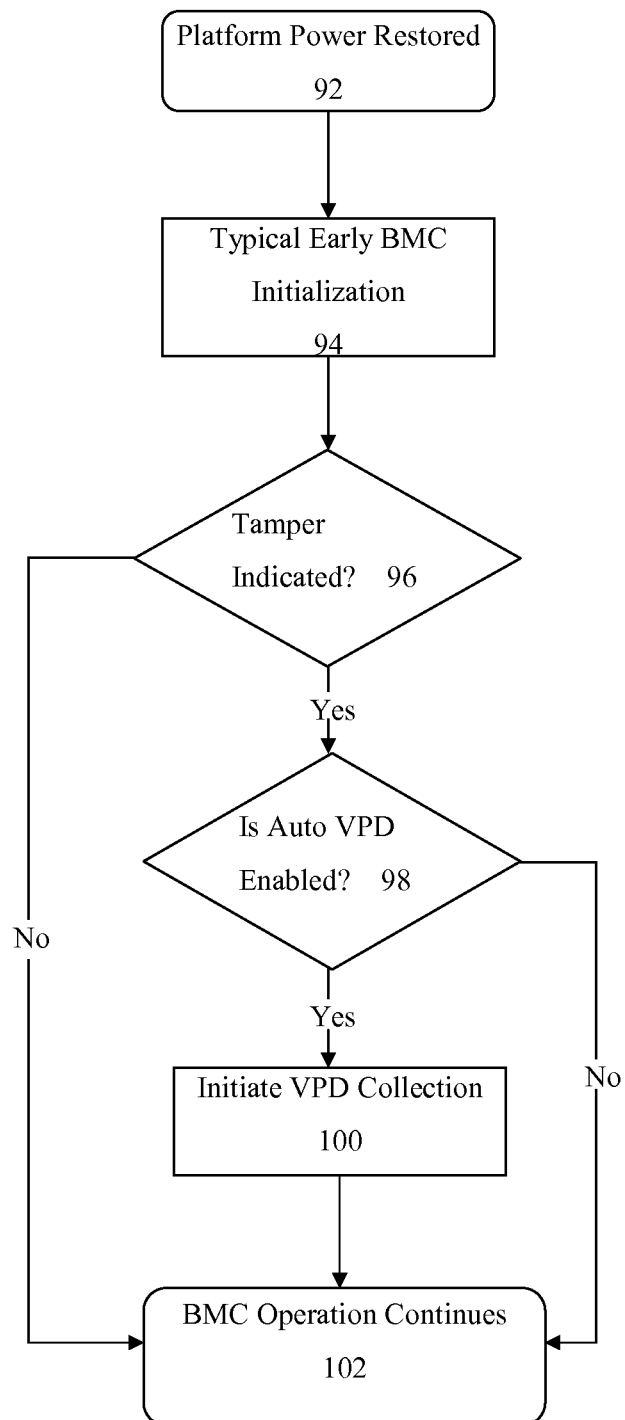 Platform Power Restored
92
Typical Early BMC
Initialization
94
Tamper
Indicated? 96
Yes
Is Auto VPD
Enabled? 98
No
Yes
Initiate VPD Collection
100
No
BMC Operation Continues
102